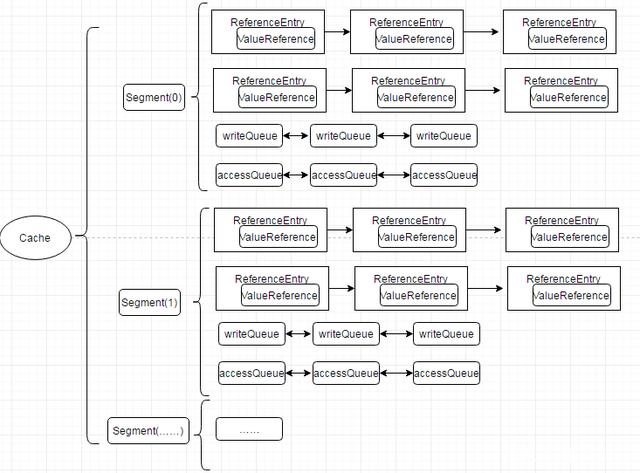 ReferenceEntry ReferenceEntry ReferenceEntry
ValueReference ValueReference ValueReference
ReferenceEntry ReferenceEntry ReferenceEntry
ValueReference ValueReference ValueReference
Segment(0)
writeQueue writeQueue writeQueue
accessQueue accessQueue accessQueue
Cache
ReferenceEntry ReferenceEntry ReferenceEntry
ValueReference ValueReference ValueReference
ReferenceEntry ReferenceEntry ReferenceEntry
ValueReference ValueReference ValueReference
Segment(1)
writeQueue writeQueue writeQueue
accessQueue accessQueue accessQueue
Segment(……) ……